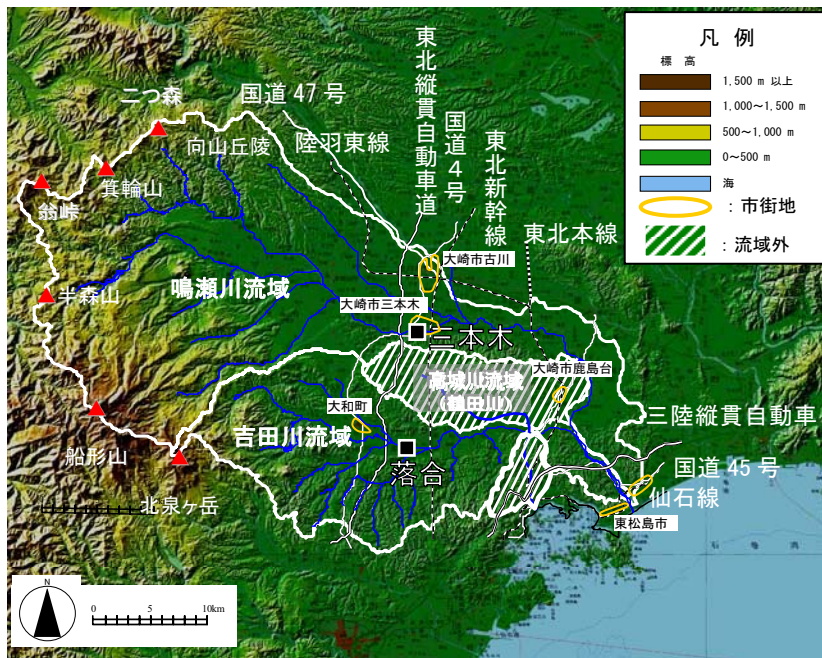 凡 例
標 高
1,500 m 以上
1,000～1,500 m
500～1,000 m
0～500 m
海
: 市街地
: 流域外
二つ森
国道 47 号
陸羽東線
東北縦貫自動車道
国道４号
東北新幹線
東北本線
向山丘陵
箕輪山
翁峠
大崎市古川
半森山
鳴瀬川流域
大崎市三本木
三本木
高城川流域
(鶴田川)
大崎市鹿島台
大和町
吉田川流域
落合
三陸縦貫自動車
国道 45 号
仙石線
船形山
北泉ヶ岳
東松島市
石巻湾
N
0 5 10km